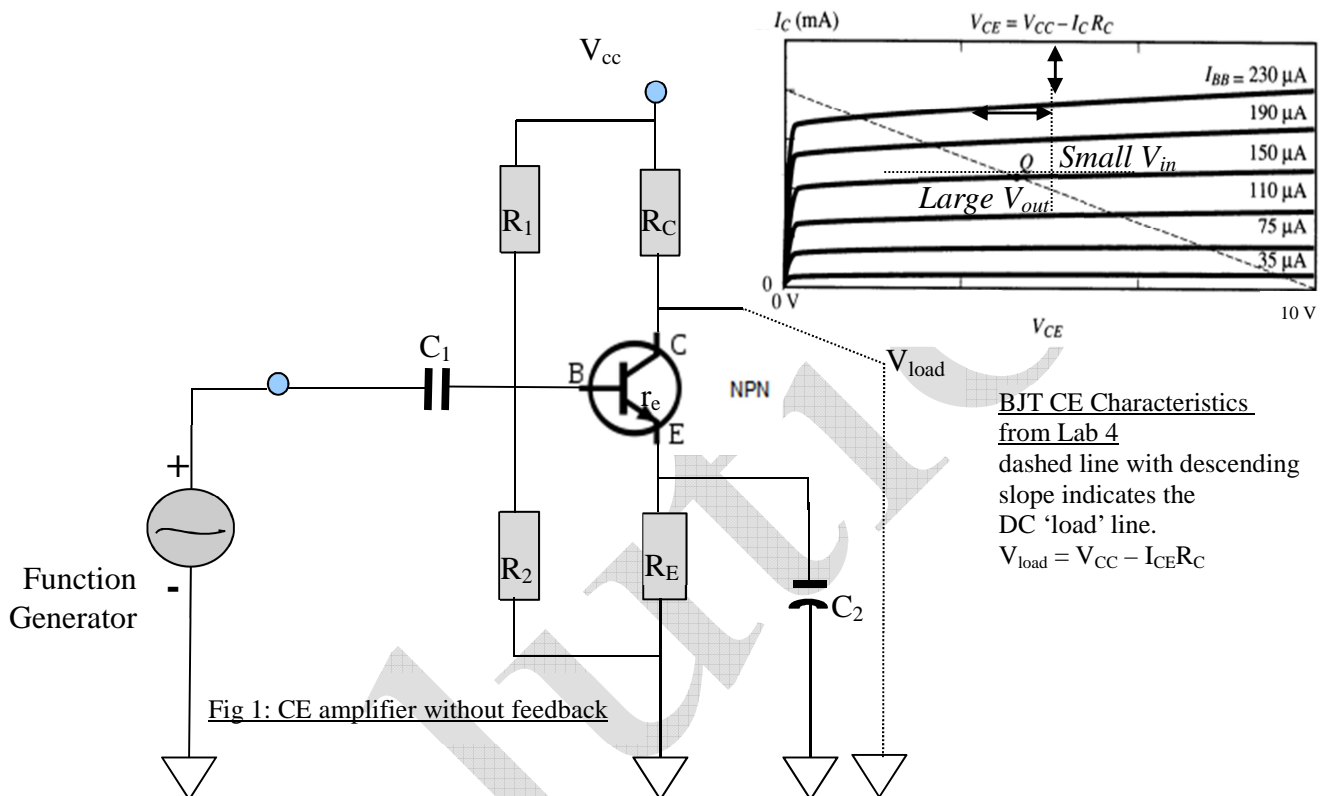 I_C (mA)
V_CE = V_CC – I_C R_C
V_cc
I_BB = 230 µA
190 µA
150 µA
110 µA
75 µA
35 µA
Q
Small V_in
Large V_out
0
0 V
10 V
V_CE
R_1
R_C
C_1
B
C
r_e
E
NPN
V_load
BJT CE Characteristics
from Lab 4
dashed line with descending
slope indicates the
DC ‘load’ line.
V_load = V_CC – I_CE R_C
+
-
Function
Generator
R_2
R_E
C_2
Fig 1: CE amplifier without feedback